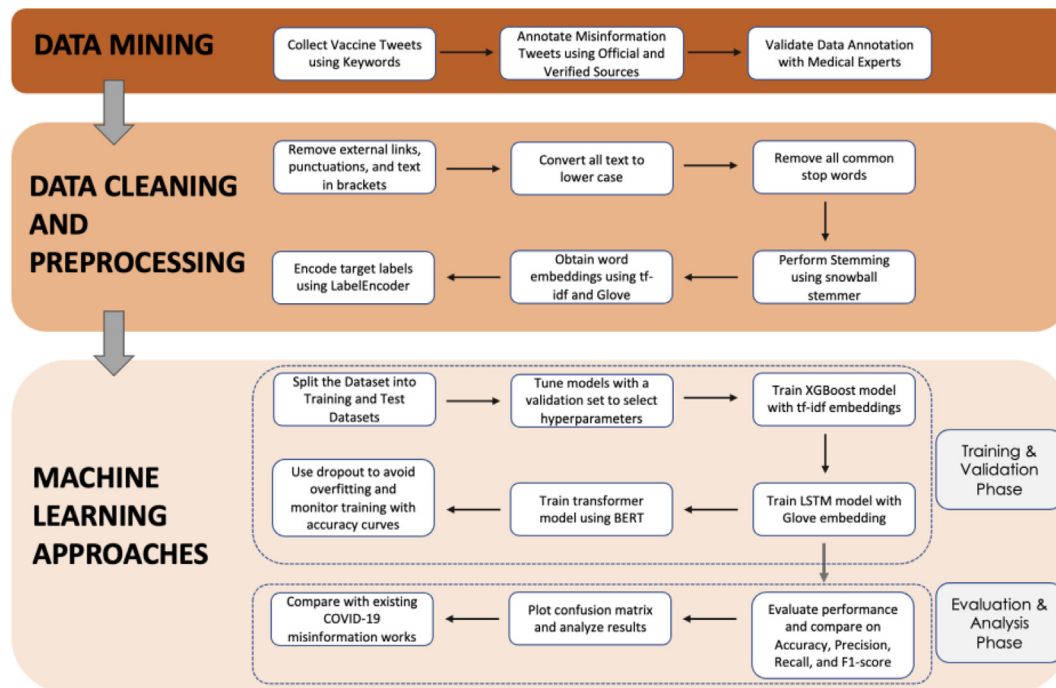 DATA MINING
Collect Vaccine Tweets
using Keywords
Annotate Misinformation
Tweets using Official and
Verified Sources
Validate Data Annotation
with Medical Experts
DATA CLEANING
AND
PREPROCESSING
Remove external links,
punctuations, and text
in brackets
Convert all text to
lower case
Remove all common
stop words
Perform Stemming
using snowball
stemmer
Obtain word
embeddings using tf-
idf and Glove
Encode target labels
using LabelEncoder
MACHINE
LEARNING
APPROACHES
Split the Dataset into
Training and Test
Datasets
Tune models with a
validation set to select
hyperparameters
Train XGBoost model
with tf-idf embeddings
Train LSTM model with
Glove embedding
Train transformer
model using BERT
Use dropout to avoid
overfitting and
monitor training with
accuracy curves
Training &
Validation
Phase
Evaluate performance
and compare on
Accuracy, Precision,
Recall, and F1-score
Plot confusion matrix
and analyze results
Compare with existing
COVID-19
misinformation works
Evaluation &
Analysis
Phase